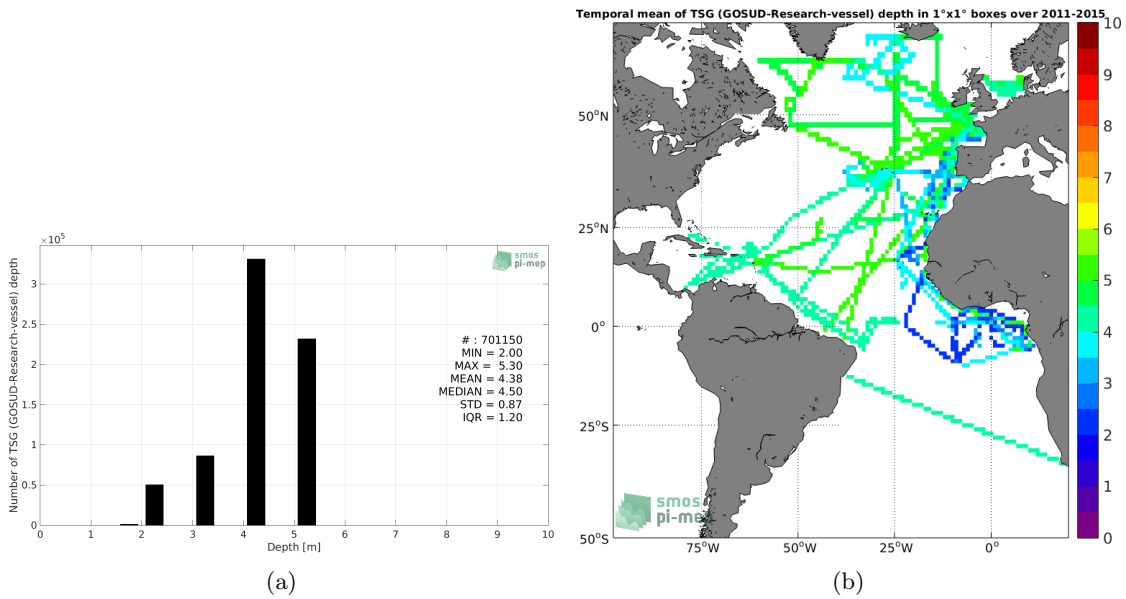 ×10⁵
3
2.5
2
1.5
1
0.5
0
Number of TSG (GOSUD-Research-vessel) depth
smos
pi-mep
# : 701150
MIN = 2.00
MAX = 5.30
MEAN = 4.38
MEDIAN = 4.50
STD = 0.87
IQR = 1.20
0 1 2 3 4 5 6 7 8 9 10
Depth [m]
(a)
Temporal mean of TSG (GOSUD-Research-vessel) depth in 1°x1° boxes over 2011-2015
50°N
25°N
0°
25°S
50°S
75°W 50°W 25°W 0°
smos
pi-mep
10
9
8
7
6
5
4
3
2
1
0
(b)